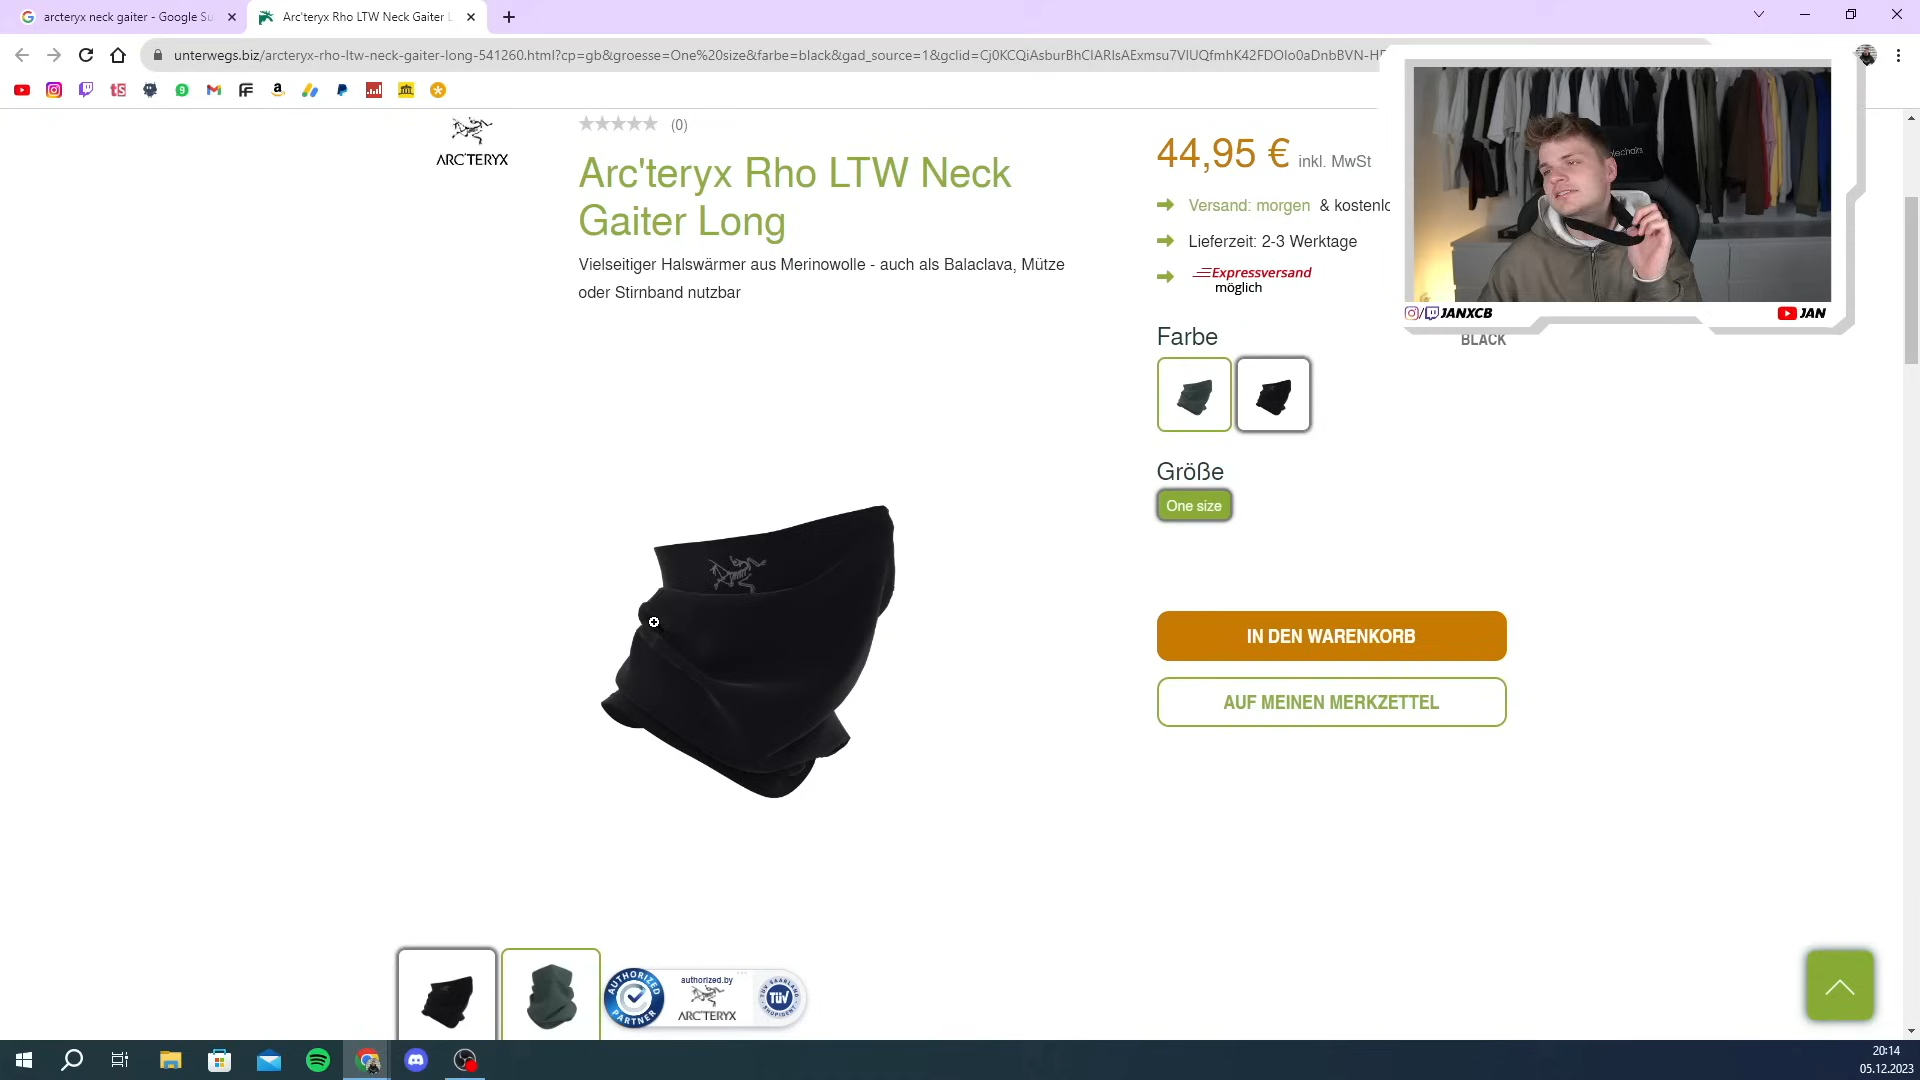 arcteryx neck gaiter - Google Su
Arc'teryx Rho LTW Neck Gaiter L
unterwegs.biz/arcteryx-rho-ltw-neck-gaiter-long-541260.html?cp=gb&groesse=One%20size&farbe=black&gad_source=1&gclid=Cj0KCQiAsburBhCIARIsAExmsu7VIUQfmhK42FDOIo0aDnbBVN-HF
ARC'TERYX
(0)
Arc'teryx Rho LTW Neck
Gaiter Long
Vielseitiger Halswärmer aus Merinowolle - auch als Balaclava, Mütze
oder Stirnband nutzbar
44,95 € inkl. MwSt
Versand: morgen & kostenlo
Lieferzeit: 2-3 Werktage
Expressversand
möglich
JANXCB
JAN
Farbe
BLACK
Größe
One size
IN DEN WARENKORB
AUF MEINEN MERKZETTEL
AUTHORIZED
PARTNER
authorized.by
ARC'TERYX
TÜV SAARLAND
TÜV
SHOPIDENT
20:14
05.12.2023